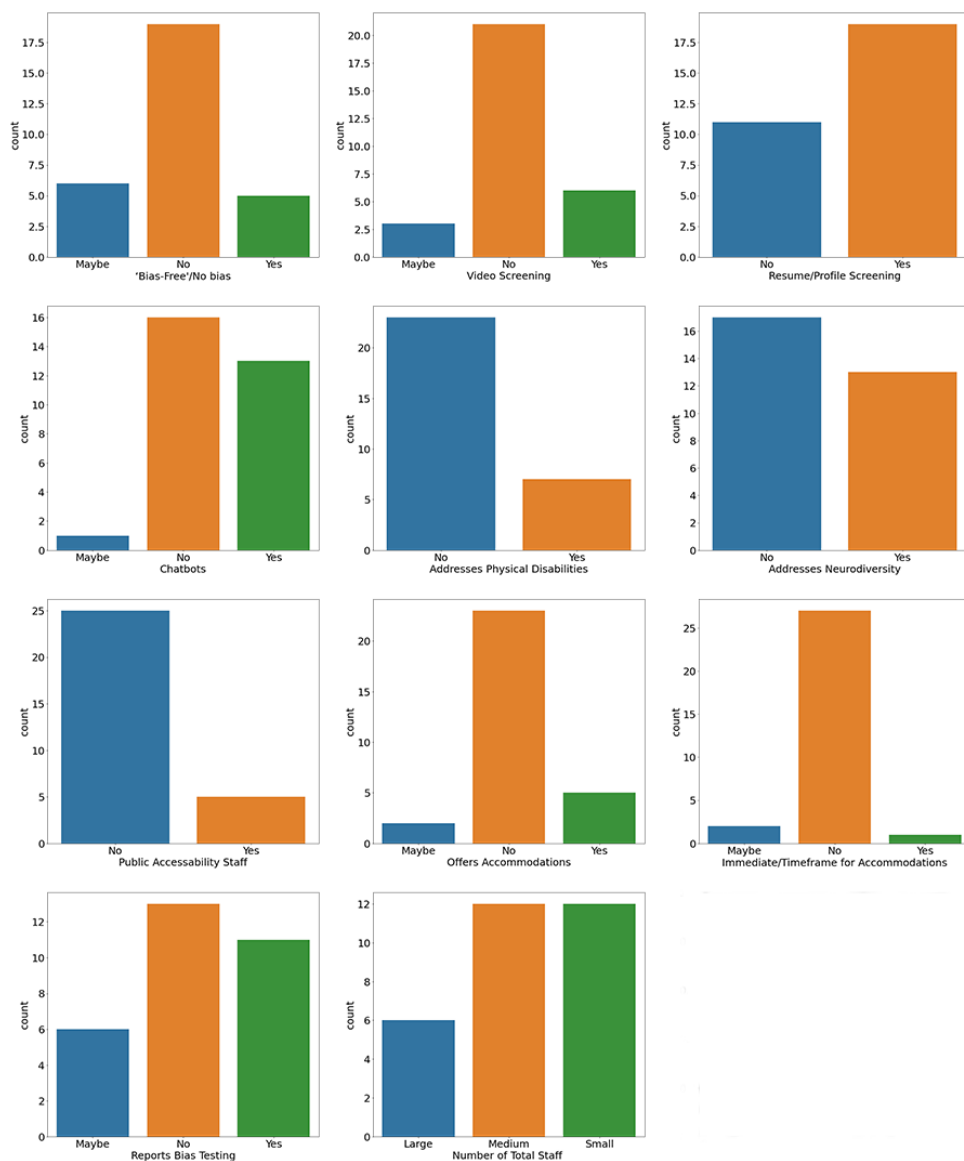 17.5
15.0
12.5
10.0
7.5
5.0
2.5
0.0
count
Maybe No Yes
'Bias-Free'/No bias
20.0
17.5
15.0
12.5
10.0
7.5
5.0
2.5
0.0
count
Maybe No Yes
Video Screening
17.5
15.0
12.5
10.0
7.5
5.0
2.5
0.0
count
No Yes
Resume/Profile Screening
16
14
12
10
8
6
4
2
0
count
Maybe No Yes
Chatbots
20
15
10
5
0
count
No Yes
Addresses Physical Disabilities
16
14
12
10
8
6
4
2
0
count
No Yes
Addresses Neurodiversity
25
20
15
10
5
0
count
No Yes
Public Accessability Staff
20
15
10
5
0
count
Maybe No Yes
Offers Accommodations
25
20
15
10
5
0
count
Maybe No Yes
Immediate/Timeframe for Accommodations
12
10
8
6
4
2
0
count
Maybe No Yes
Reports Bias Testing
12
10
8
6
4
2
0
count
Large Medium Small
Number of Total Staff